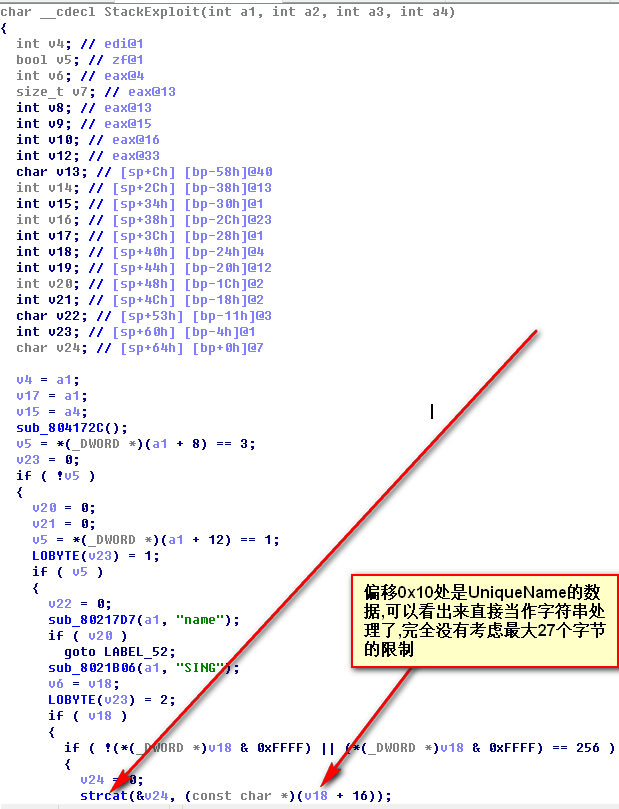 char __cdecl StackExploit(int a1, int a2, int a3, int a4)
{
int v4; // edi@1
bool v5; // zf@1
int v6; // eax@4
size_t v7; // eax@13
int v8; // eax@13
int v9; // eax@15
int v10; // eax@16
int v12; // eax@33
char v13; // [sp+Ch] [bp-58h]@40
int v14; // [sp+2Ch] [bp-38h]@13
int v15; // [sp+34h] [bp-30h]@1
int v16; // [sp+38h] [bp-2Ch]@23
int v17; // [sp+3Ch] [bp-28h]@1
int v18; // [sp+40h] [bp-24h]@4
int v19; // [sp+44h] [bp-20h]@12
int v20; // [sp+48h] [bp-1Ch]@2
int v21; // [sp+4Ch] [bp-18h]@2
char v22; // [sp+53h] [bp-11h]@3
int v23; // [sp+60h] [bp-4h]@1
char v24; // [sp+64h] [bp+0h]@7
v4 = a1;
v17 = a1;
v15 = a4;
sub_804172C();
v5 = *(_DWORD *)(a1 + 8) == 3;
v23 = 0;
if ( !v5 )
{
v20 = 0;
v21 = 0;
v5 = *(_DWORD *)(a1 + 12) == 1;
LOBYTE(v23) = 1;
if ( v5 )
{
v22 = 0;
sub_80217D7(a1, "name");
if ( v20 )
goto LABEL_52;
sub_8021B06(a1, "SING");
v6 = v18;
LOBYTE(v23) = 2;
if ( v18 )
{
if ( !(*(_DWORD *)v18 & 0xFFFF) || (*(_DWORD *)v18 & 0xFFFF) == 256 )
{
v24 = 0;
strcat(&v24, (const char *)(v18 + 16));
偏移0x10处是UniqueName的数
据,可以看出来直接当作字符串处
理了,完全没有考虑最大27个字节
的限制